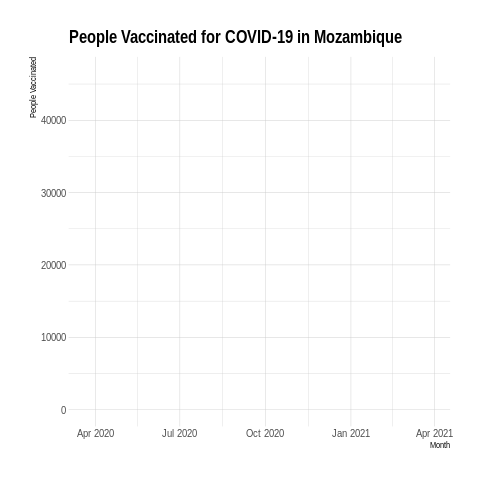 People Vaccinated for COVID-19 in Mozambique
People Vaccinated
40000
30000
20000
10000
0
Apr 2020 Jul 2020 Oct 2020 Jan 2021 Apr 2021
Month